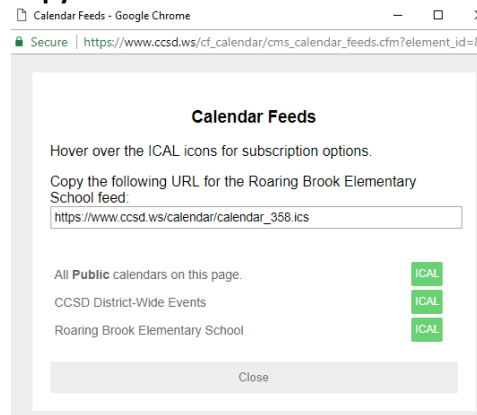 Calendar Feeds - Google Chrome
Secure | https://www.ccsd.ws/cf_calendar/cms_calendar_feeds.cfm?element_id=
Calendar Feeds
Hover over the ICAL icons for subscription options.
Copy the following URL for the Roaring Brook Elementary
School feed:
https://www.ccsd.ws/calendar/calendar_358.ics
All Public calendars on this page. ICAL
CCSD District-Wide Events ICAL
Roaring Brook Elementary School ICAL
Close